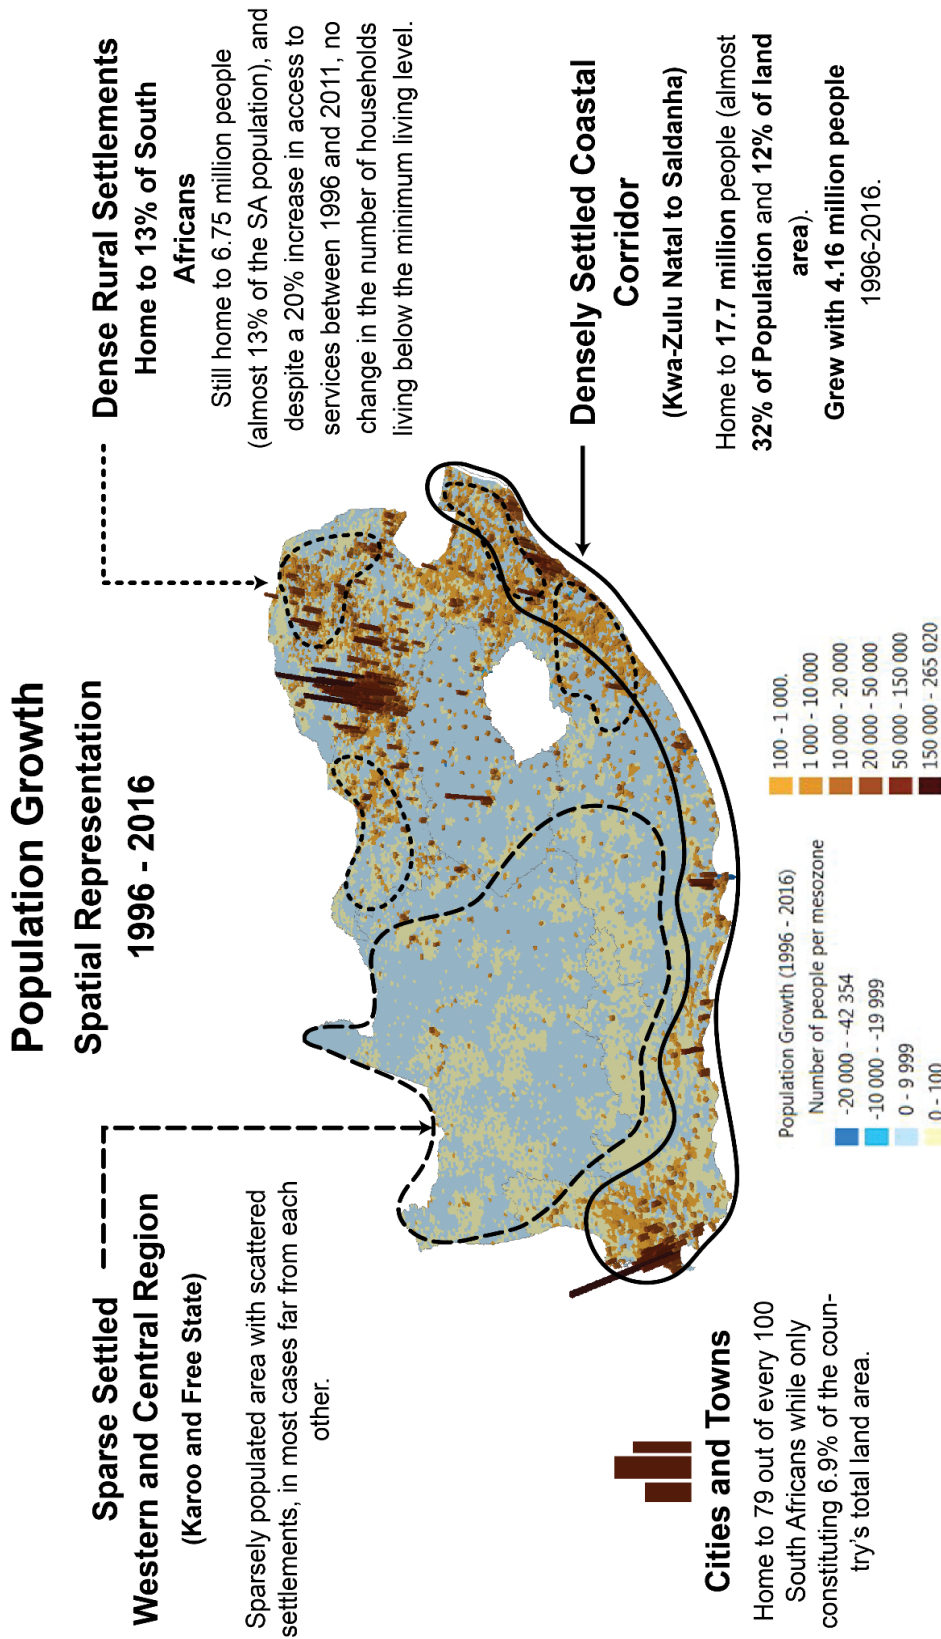 Population Growth
Spatial Representation
1996 - 2016
Sparse Settled
Western and Central Region
(Karoo and Free State)
Sparsely populated area with scattered
settlements, in most cases far from each
other.
Dense Rural Settlements
Home to 13% of South
Africans
Still home to 6.75 million people
(almost 13% of the SA population), and
despite a 20% increase in access to
services between 1996 and 2011, no
change in the number of households
living below the minimum living level.
Densely Settled Coastal
Corridor
(Kwa-Zulu Natal to Saldanha)
Home to 17.7 million people (almost
32% of Population and 12% of land
area).
Grew with 4.16 million people
1996-2016.
Cities and Towns
Home to 79 out of every 100
South Africans while only
constituting 6.9% of the coun-
try's total land area.
Population Growth (1996 - 2016)
Number of people per mesozone
-20 000 - -42 354
-10 000 - -19 999
0 - 9 999
0 - 100
100 - 1 000.
1 000 - 10 000
10 000 - 20 000
20 000 - 50 000
50 000 - 150 000
150 000 - 265 020